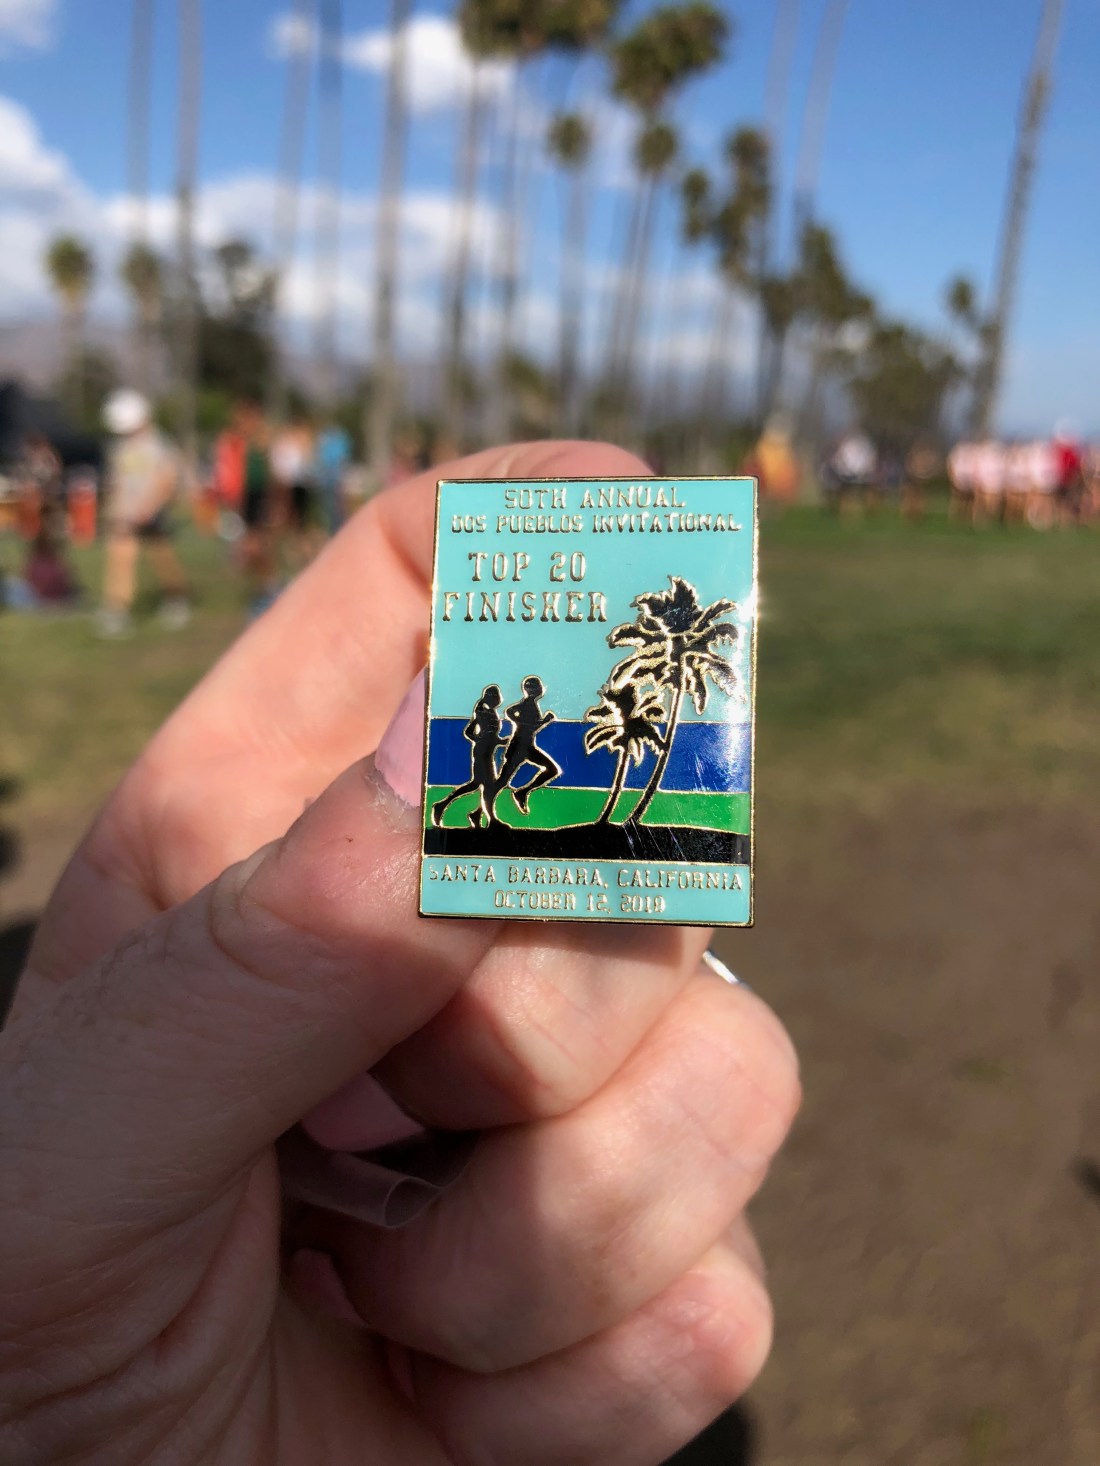 50TH ANNUAL
DOS PUEBLOS INVITATIONAL
TOP 20
FINISHER
SANTA BARBARA, CALIFORNIA
OCTOBER 12, 2019